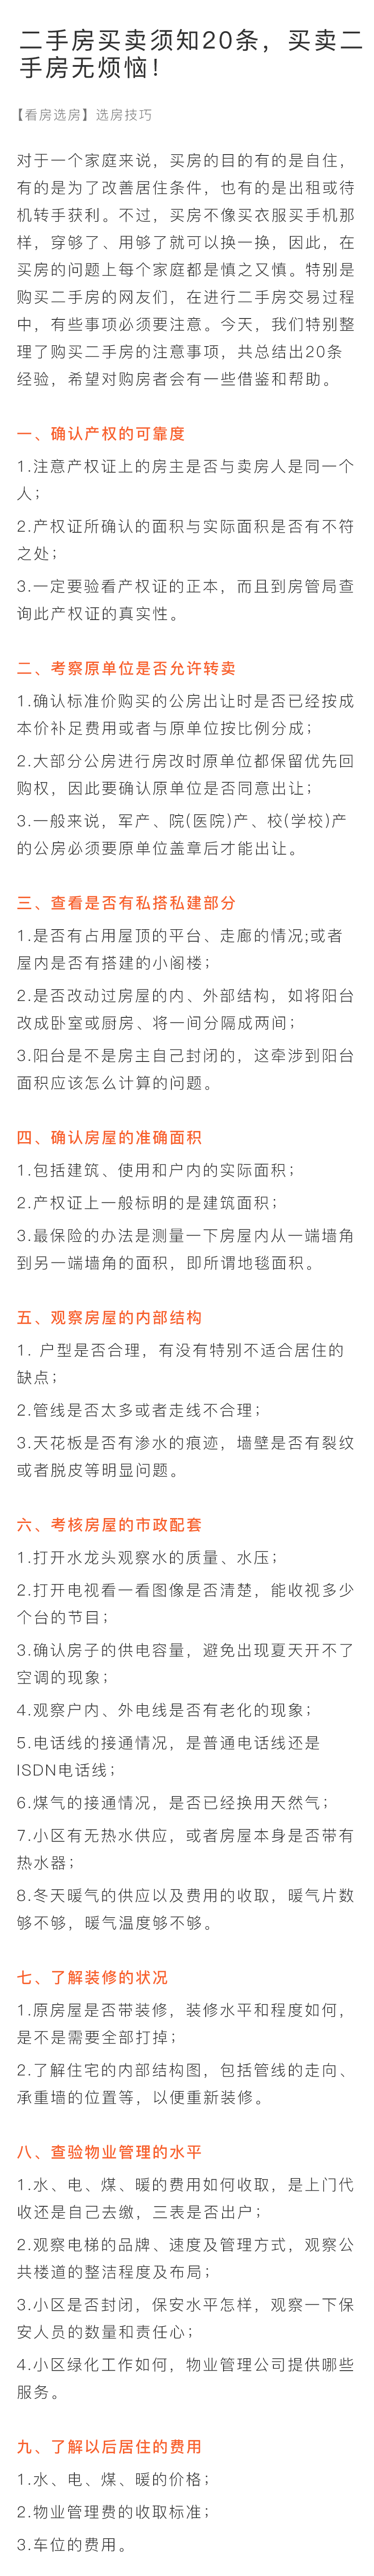 二手房买卖须知20条，买卖二
手房无烦恼！
【看房选房】选房技巧
对于一个家庭来说，买房的目的有的是自住，
有的是为了改善居住条件，也有的是出租或待
机转手获利。不过，买房不像买衣服买手机那
样，穿够了、用够了就可以换一换，因此，在
买房的问题上每个家庭都是慎之又慎。特别是
购买二手房的网友们，在进行二手房交易过程
中，有些事项必须要注意。今天，我们特别整
理了购买二手房的注意事项，共总结出20条
经验，希望对购房者会有一些借鉴和帮助。
一、确认产权的可靠度
1.注意产权证上的房主是否与卖房人是同一个
人；
2.产权证所确认的面积与实际面积是否有不符
之处；
3.一定要验看产权证的正本，而且到房管局查
询此产权证的真实性。
二、考察原单位是否允许转卖
1.确认标准价购买的公房出让时是否已经按成
本价补足费用或者与原单位按比例分成；
2.大部分公房进行房改时原单位都保留优先回
购权，因此要确认原单位是否同意出让；
3.一般来说，军产、院(医院)产、校(学校)产
的公房必须要原单位盖章后才能出让。
三、查看是否有私搭私建部分
1.是否有占用屋顶的平台、走廊的情况;或者
屋内是否有搭建的小阁楼；
2.是否改动过房屋的内、外部结构，如将阳台
改成卧室或厨房、将一间分隔成两间；
3.阳台是不是房主自己封闭的，这牵涉到阳台
面积应该怎么计算的问题。
四、确认房屋的准确面积
1.包括建筑、使用和户内的实际面积；
2.产权证上一般标明的是建筑面积；
3.最保险的办法是测量一下房屋内从一端墙角
到另一端墙角的面积，即所谓地毯面积。
五、观察房屋的内部结构
1. 户型是否合理，有没有特别不适合居住的
缺点；
2.管线是否太多或者走线不合理；
3.天花板是否有渗水的痕迹，墙壁是否有裂纹
或者脱皮等明显问题。
六、考核房屋的市政配套
1.打开水龙头观察水的质量、水压；
2.打开电视看一看图像是否清楚，能收视多少
个台的节目；
3.确认房子的供电容量，避免出现夏天开不了
空调的现象；
4.观察户内、外电线是否有老化的现象；
5.电话线的接通情况，是普通电话线还是
ISDN电话线；
6.煤气的接通情况，是否已经换用天然气；
7.小区有无热水供应，或者房屋本身是否带有
热水器；
8.冬天暖气的供应以及费用的收取，暖气片数
够不够，暖气温度够不够。
七、了解装修的状况
1.原房屋是否带装修，装修水平和程度如何，
是不是需要全部打掉；
2.了解住宅的内部结构图，包括管线的走向、
承重墙的位置等，以便重新装修。
八、查验物业管理的水平
1.水、电、煤、暖的费用如何收取，是上门代
收还是自己去缴，三表是否出户；
2.观察电梯的品牌、速度及管理方式，观察公
共楼道的整洁程度及布局；
3.小区是否封闭，保安水平怎样，观察一下保
安人员的数量和责任心；
4.小区绿化工作如何，物业管理公司提供哪些
服务。
九、了解以后居住的费用
1.水、电、煤、暖的价格；
2.物业管理费的收取标准；
3.车位的费用。